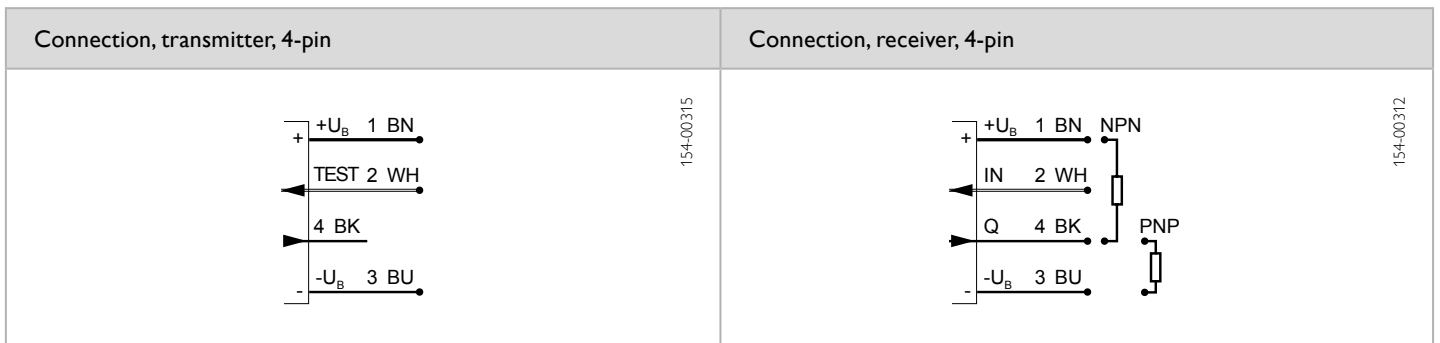 Connection, transmitter, 4-pin
Connection, receiver, 4-pin
+ +U_B 1 BN
TEST 2 WH
4 BK
- -U_B 3 BU
154-00315
+ +U_B 1 BN NPN
IN 2 WH
Q 4 BK PNP
- -U_B 3 BU
154-00312